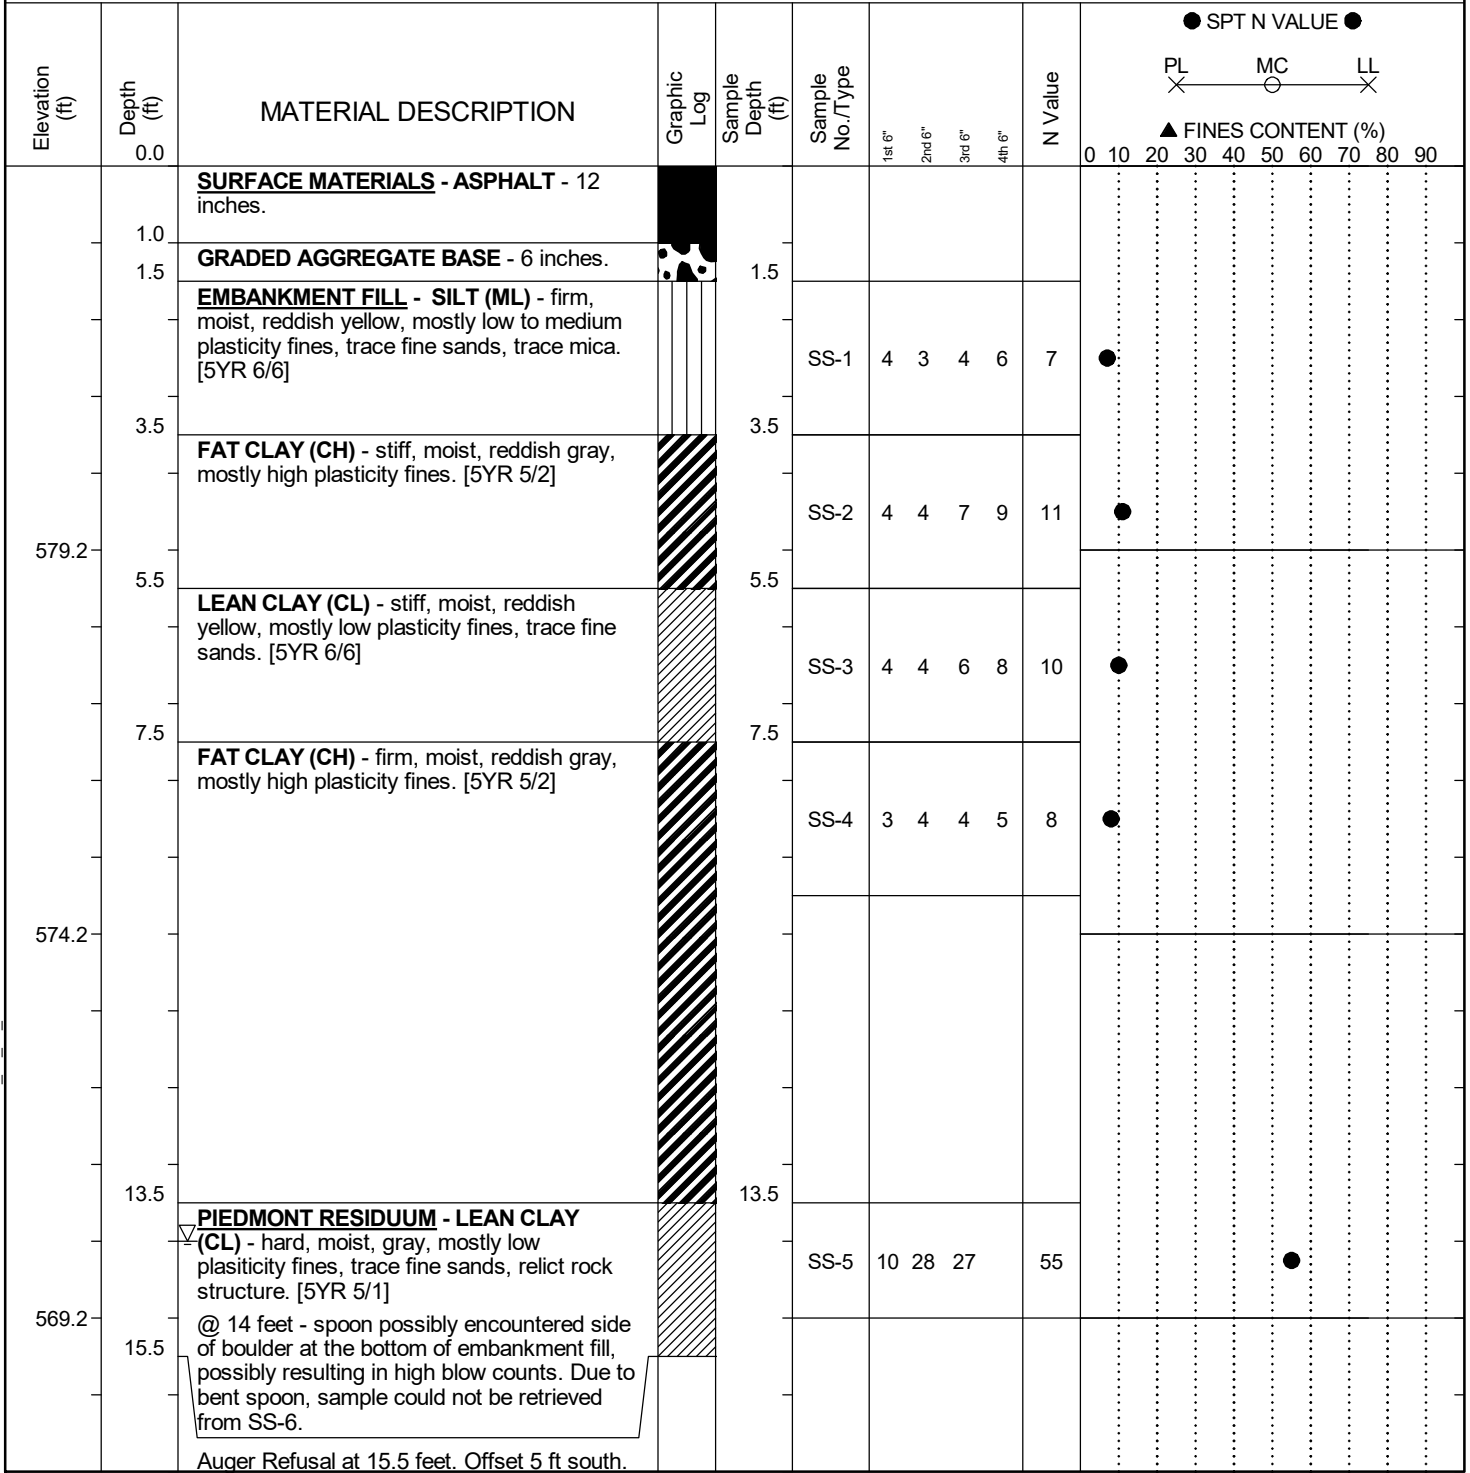 ● SPT N VALUE ●
PL MC LL
▲ FINES CONTENT (%)
0 10 20 30 40 50 60 70 80 90
Elevation
(ft)
Depth
(ft)
0.0
MATERIAL DESCRIPTION
Graphic
Log
Sample
Depth
(ft)
Sample
No./Type
1st 6"
2nd 6"
3rd 6"
4th 6"
N Value
SURFACE MATERIALS - ASPHALT - 12
inches.
1.0
GRADED AGGREGATE BASE - 6 inches.
1.5 1.5
EMBANKMENT FILL - SILT (ML) - firm,
moist, reddish yellow, mostly low to medium
plasticity fines, trace fine sands, trace mica.
[5YR 6/6]
SS-1 4 3 4 6 7
3.5 3.5
FAT CLAY (CH) - stiff, moist, reddish gray,
mostly high plasticity fines. [5YR 5/2]
SS-2 4 4 7 9 11
579.2
5.5 5.5
LEAN CLAY (CL) - stiff, moist, reddish
yellow, mostly low plasticity fines, trace fine
sands. [5YR 6/6]
SS-3 4 4 6 8 10
7.5 7.5
FAT CLAY (CH) - firm, moist, reddish gray,
mostly high plasticity fines. [5YR 5/2]
SS-4 3 4 4 5 8
574.2
13.5 13.5
PIEDMONT RESIDUUM - LEAN CLAY
(CL) - hard, moist, gray, mostly low
plasiticity fines, trace fine sands, relict rock
structure. [5YR 5/1]
SS-5 10 28 27 55
569.2
@ 14 feet - spoon possibly encountered side
of boulder at the bottom of embankment fill,
possibly resulting in high blow counts. Due to
bent spoon, sample could not be retrieved
from SS-6.
15.5
Auger Refusal at 15.5 feet. Offset 5 ft south.